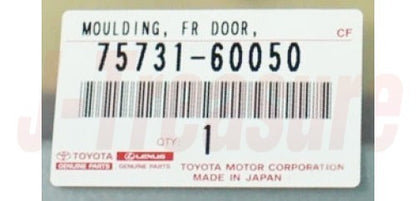 MOULDING, FR DOOR, CF
75731-60050
QTY. 1
TOYOTA LEXUS
GENUINE PARTS GENUINE PARTS TOYOTA MOTOR CORPORATION
MADE IN JAPAN
J-Treasure